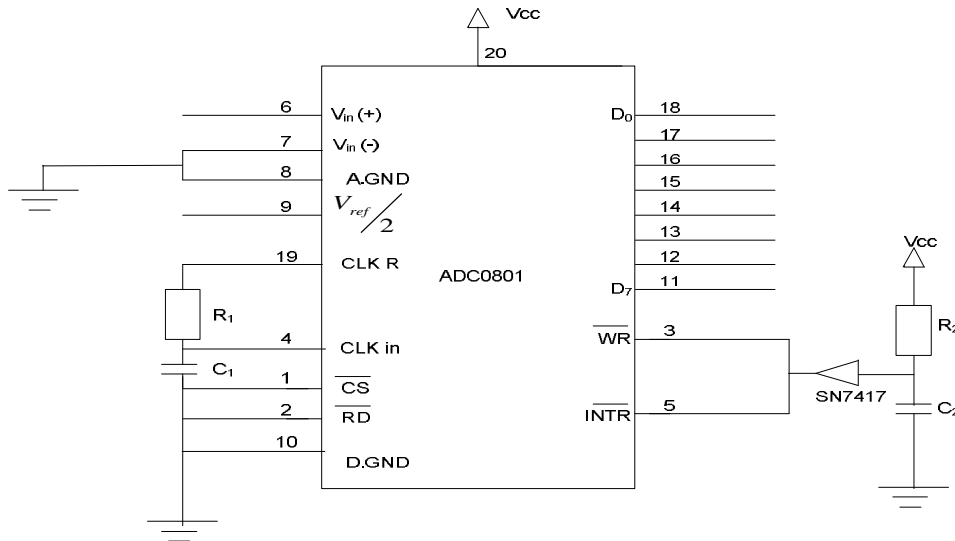 Vcc
20
6
Vin (+)
D0
18
7
Vin (-)
17
8
A.GND
16
15
9
Vref/2
14
13
19
CLK R
12
ADC0801
D7
11
Vcc
R1
WR
3
R2
4
CLK in
C1
1
CS
SN7417
2
RD
INTR
5
C2
10
D.GND